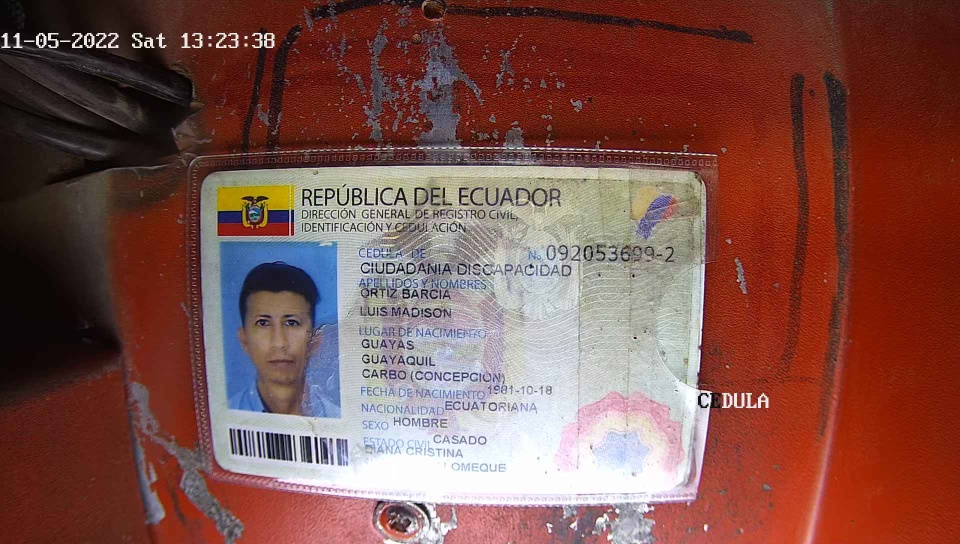 11-05-2022 Sat 13:23:38
REPÚBLICA DEL ECUADOR
DIRECCIÓN GENERAL DE REGISTRO CIVIL,
IDENTIFICACIÓN Y CEDULACIÓN
CEDULA DE No. 092053699-2
CIUDADANIA DISCAPACIDAD
APELLIDOS Y NOMBRES
ORTIZ BARCIA
LUIS MADISON
LUGAR DE NACIMIENTO
GUAYAS
GUAYAQUIL
CARBO (CONCEPCION)
FECHA DE NACIMIENTO 1981-10-18
NACIONALIDAD ECUATORIANA
SEXO HOMBRE
ESTADO CIVIL CASADO
DIANA CRISTINA
CEDULA